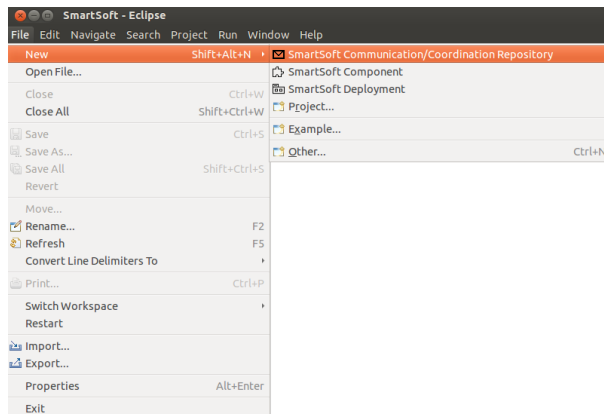 SmartSoft - Eclipse
File Edit Navigate Search Project Run Window Help
New Shift+Alt+N
SmartSoft Communication/Coordination Repository
Open File...
SmartSoft Component
Close Ctrl+W
SmartSoft Deployment
Close All Shift+Ctrl+W
Project...
Save Ctrl+S
Example...
Save As...
Other... Ctrl+N
Save All Shift+Ctrl+S
Revert
Move...
Rename... F2
Refresh F5
Convert Line Delimiters To
Print... Ctrl+P
Switch Workspace
Restart
Import...
Export...
Properties Alt+Enter
Exit